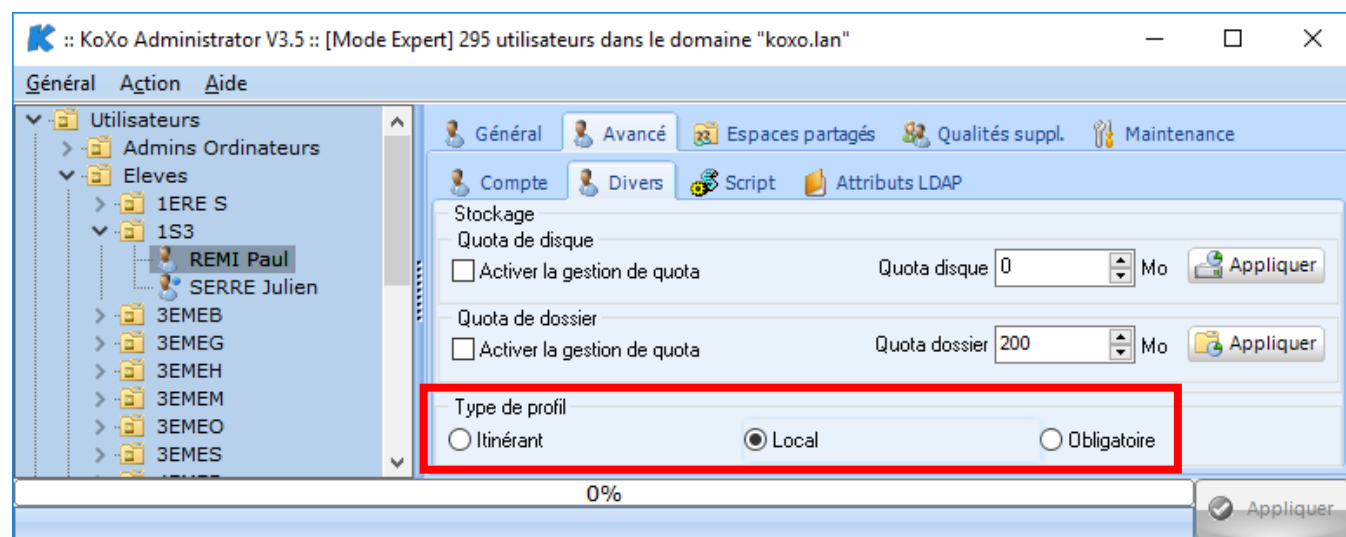 :: KoXo Administrator V3.5 :: [Mode Expert] 295 utilisateurs dans le domaine "koxo.lan"
Général Action Aide
Utilisateurs
Admins Ordinateurs
Eleves
1ERE S
1S3
REMI Paul
SERRE Julien
3EMEB
3EMEG
3EMEH
3EMEM
3EMEO
3EMES
Général Avancé Espaces partagés Qualités suppl. Maintenance
Compte Divers Script Attributs LDAP
Stockage
Quota de disque
Activer la gestion de quota Quota disque 0 Mo Appliquer
Quota de dossier
Activer la gestion de quota Quota dossier 200 Mo Appliquer
Type de profil
Itinérant Local Obligatoire
0%
Appliquer